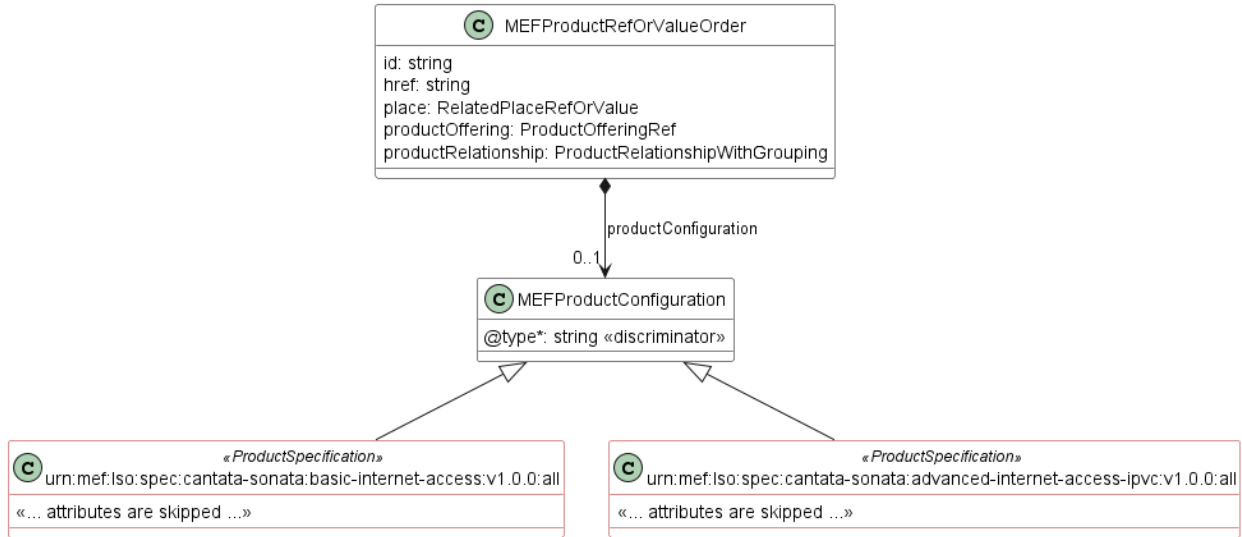 C MEFProductRefOrValueOrder
id: string
href: string
place: RelatedPlaceRefOrValue
productOffering: ProductOfferingRef
productRelationship: ProductRelationshipWithGrouping
productConfiguration
0..1
C MEFProductConfiguration
@type*: string «discriminator»
«ProductSpecification»
C urn:mef:lso:spec:cantata-sonata:basic-internet-access:v1.0.0:all
«... attributes are skipped ...»
«ProductSpecification»
C urn:mef:lso:spec:cantata-sonata:advanced-internet-access-ipvc:v1.0.0:all
«... attributes are skipped ...»